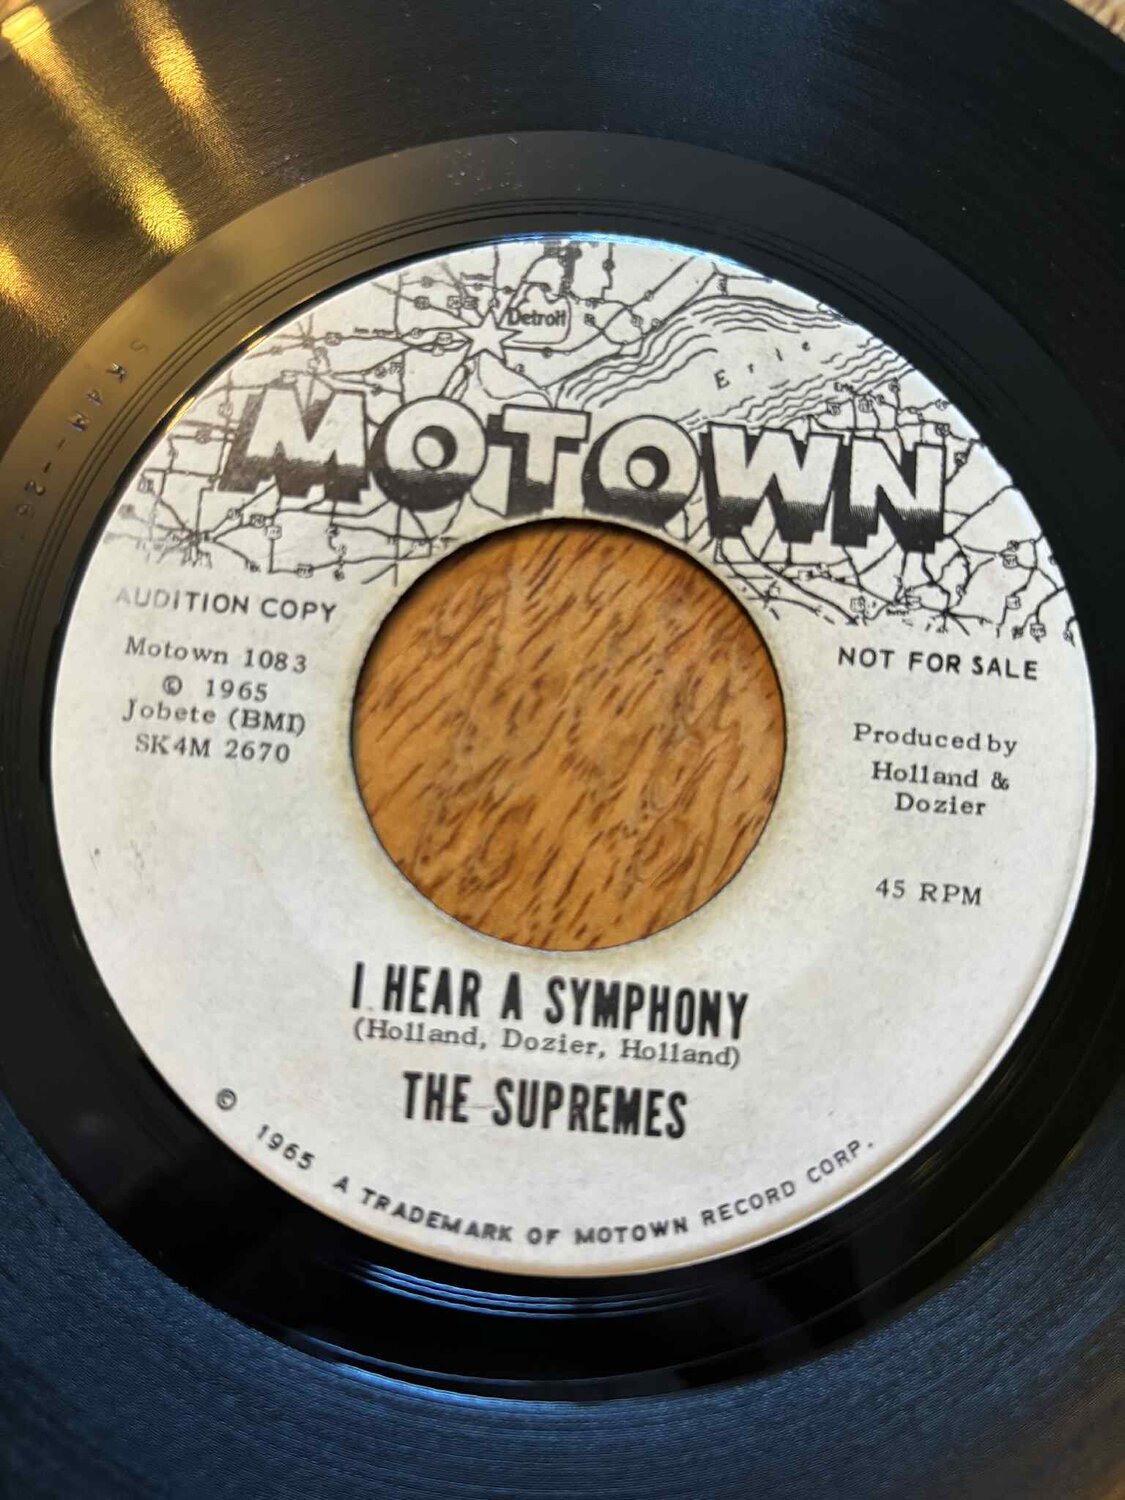 Detroit
Erie
MOTOWN
AUDITION COPY
Motown 1083
© 1965
Jobete (BMI)
SK4M 2670
NOT FOR SALE
Produced by
Holland &
Dozier
45 RPM
I HEAR A SYMPHONY
(Holland, Dozier, Holland)
THE SUPREMES
© 1965 A TRADEMARK OF MOTOWN RECORD CORP.